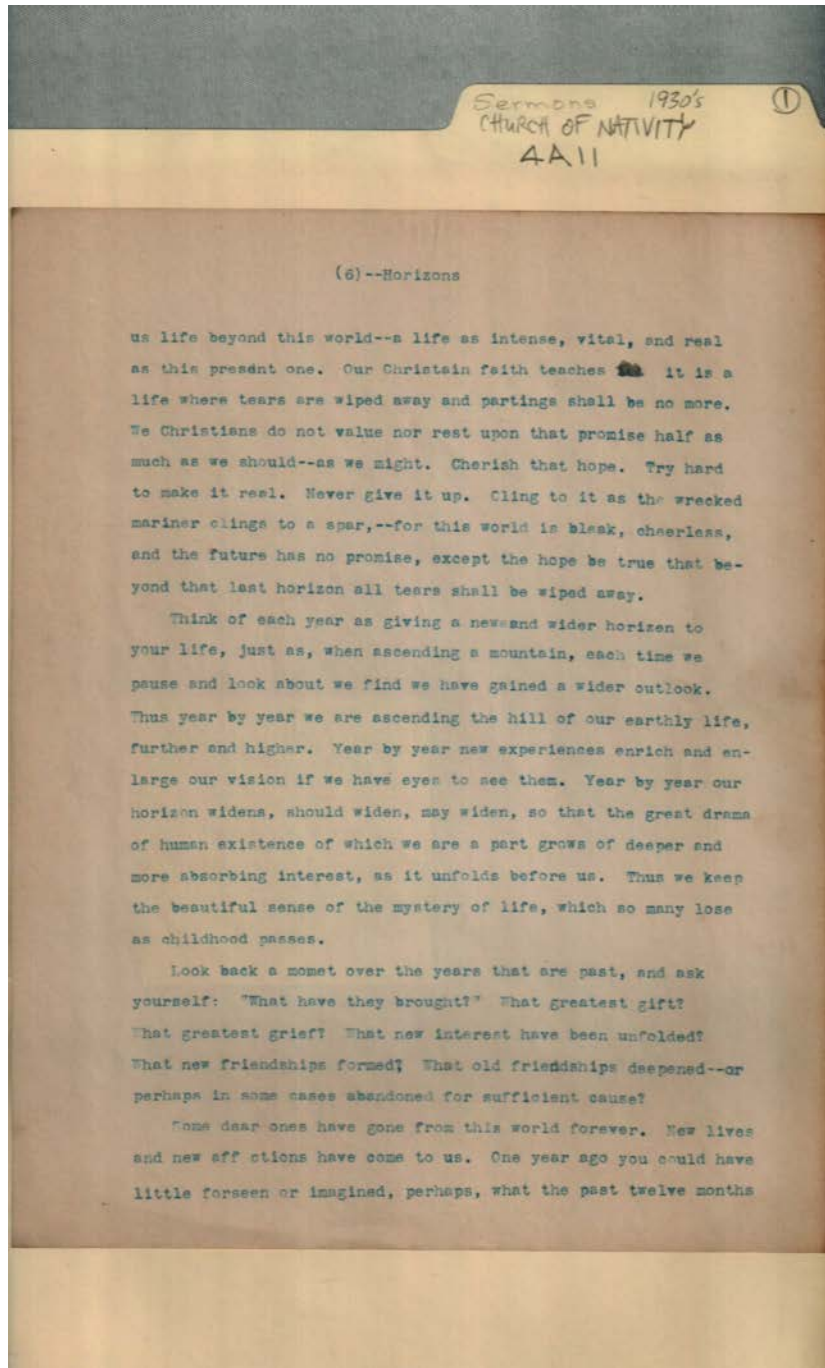 Sermons 1930's ①
CHURCH OF NATIVITY
4A11
(6)--Horizons
us life beyond this world--a life as intense, vital, and real
as this present one. Our Christain faith teaches it is a
life where tears are wiped away and partings shall be no more.
We Christians do not value nor rest upon that promise half as
much as we should--as we might. Cherish that hope. Try hard
to make it real. Never give it up. Cling to it as the wrecked
mariner clings to a spar,--for this world is bleak, cheerless,
and the future has no promise, except the hope be true that be-
yond that last horizon all tears shall be wiped away.
Think of each year as giving a new and wider horizen to
your life, just as, when ascending a mountain, each time we
pause and look about we find we have gained a wider outlook.
Thus year by year we are ascending the hill of our earthly life,
further and higher. Year by year new experiences enrich and en-
large our vision if we have eyes to see them. Year by year our
horizon widens, should widen, may widen, so that the great drama
of human existence of which we are a part grows of deeper and
more absorbing interest, as it unfolds before us. Thus we keep
the beautiful sense of the mystery of life, which so many lose
as childhood passes.
Look back a momet over the years that are past, and ask
yourself: "What have they brought?" What greatest gift?
What greatest grief? What new interest have been unfolded?
What new friendships formed? What old friendships deepened--or
perhaps in some cases abandoned for sufficient cause?
Some dear ones have gone from this world forever. New lives
and new aff ctions have come to us. One year ago you could have
little forseen or imagined, perhaps, what the past twelve months